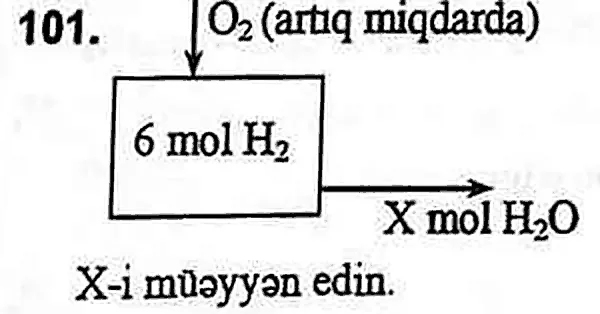 101. O₂ (artıq miqdarda)
6 mol H₂
X mol H₂O
X-i müəyyən edin.